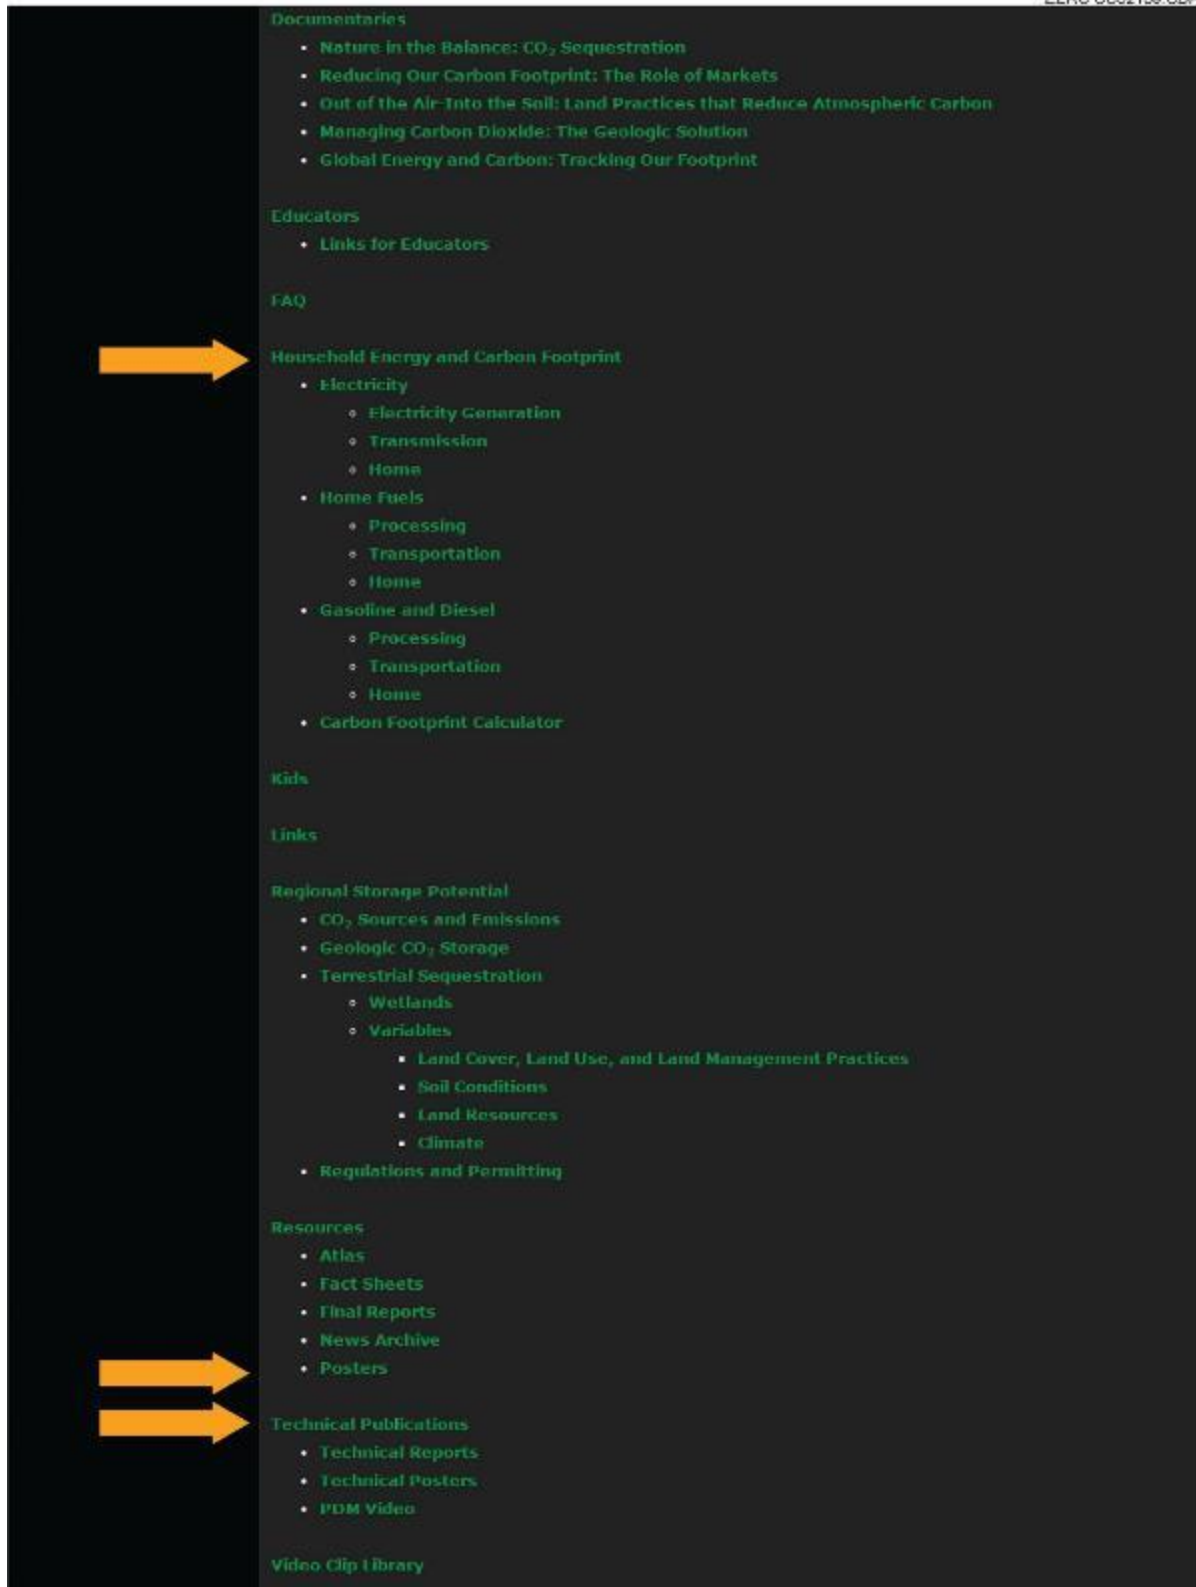 Documentaries
Nature in the Balance: CO₂ Sequestration
Reducing Our Carbon Footprint: The Role of Markets
Out of the Air-Into the Soil: Land Practices that Reduce Atmospheric Carbon
Managing Carbon Dioxide: The Geologic Solution
Global Energy and Carbon: Tracking Our Footprint
Educators
Links for Educators
FAQ
Household Energy and Carbon Footprint
Electricity
Electricity Generation
Transmission
Home
Home Fuels
Processing
Transportation
Home
Gasoline and Diesel
Processing
Transportation
Home
Carbon Footprint Calculator
Kids
Links
Regional Storage Potential
CO₂ Sources and Emissions
Geologic CO₂ Storage
Terrestrial Sequestration
Wetlands
Variables
Land Cover, Land Use, and Land Management Practices
Soil Conditions
Land Resources
Climate
Regulations and Permitting
Resources
Atlas
Fact Sheets
Final Reports
News Archive
Posters
Technical Publications
Technical Reports
Technical Posters
PDM Video
Video Clip Library